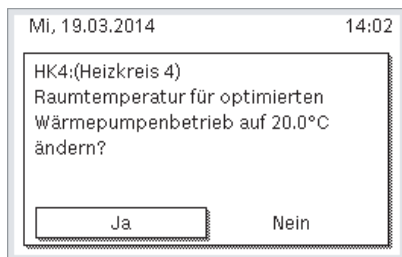 Mi, 19.03.2014 14:02
HK4:(Heizkreis 4)
Raumtemperatur für optimierten
Wärmepumpenbetrieb auf 20.0°C
ändern?
Ja Nein